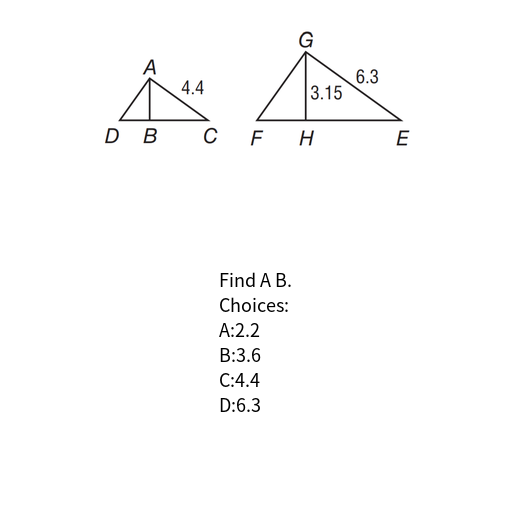 G
A
4.4
6.3
3.15
D B C F H E
Find A B.
Choices:
A:2.2
B:3.6
C:4.4
D:6.3